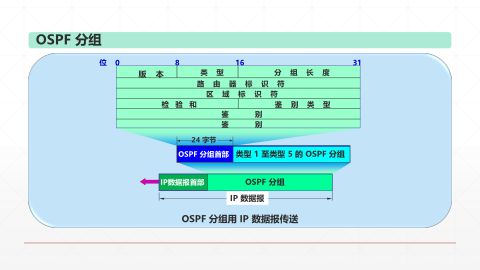 OSPF 分组
位 0 8 16 31
版 本 类 型 分 组 长 度
路 由 器 标 识 符
区 域 标 识 符
检 验 和 鉴 别 类 型
鉴 别
鉴 别
24 字节
OSPF 分组首部 类型 1 至类型 5 的 OSPF 分组
IP数据报首部 OSPF 分组
IP 数据报
OSPF 分组用 IP 数据报传送